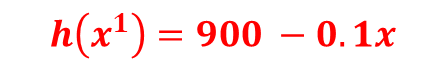 h(x¹) = 900 − 0.1x